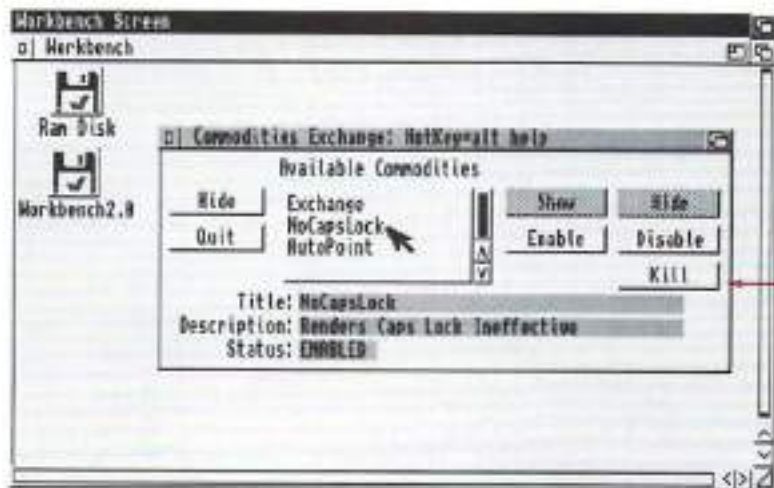 Workbench Screen
Workbench
Ram Disk
Workbench2.0
Commodities Exchange: HotKey=alt help
Available Commodities
Hide
Quit
Exchange
NoCapsLock
AutoPoint
Show
Hide
Enable
Disable
Kill
Title: NoCapsLock
Description: Renders Caps Lock Ineffective
Status: ENABLED